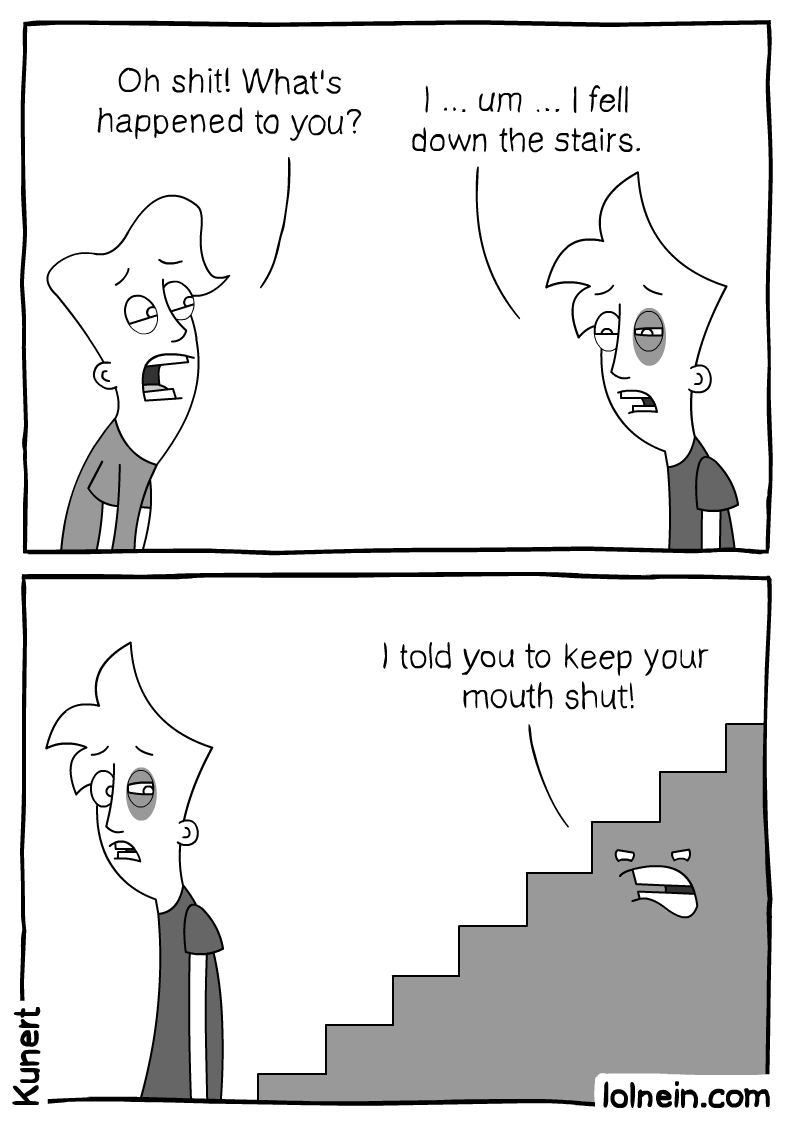 Oh shit! What's
happened to you?
I ... um ... I fell
down the stairs.
I told you to keep your
mouth shut!
Kunert
lolnein.com